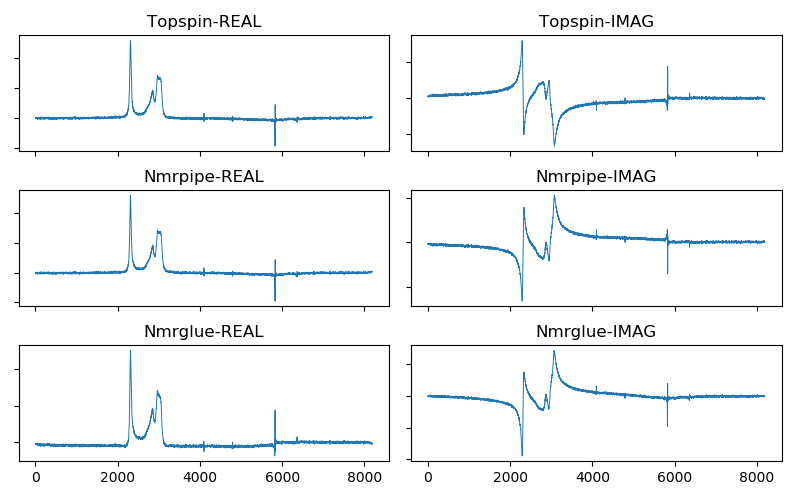 Topspin-REAL
Topspin-IMAG
Nmrpipe-REAL
Nmrpipe-IMAG
Nmrglue-REAL
Nmrglue-IMAG
0 2000 4000 6000 8000
0 2000 4000 6000 8000